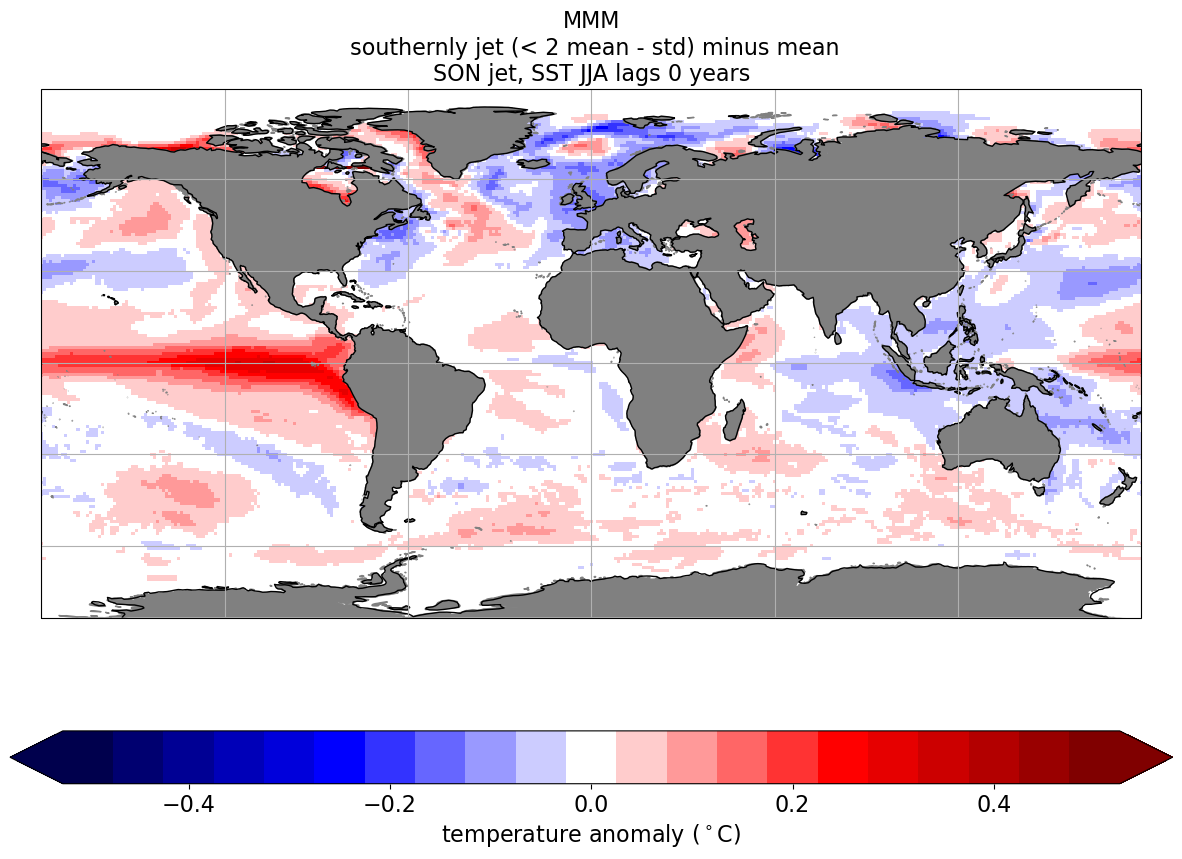 MMM
southernly jet (< 2 mean - std) minus mean
SON jet, SST JJA lags 0 years
−0.4 −0.2 0.0 0.2 0.4
temperature anomaly (°C)